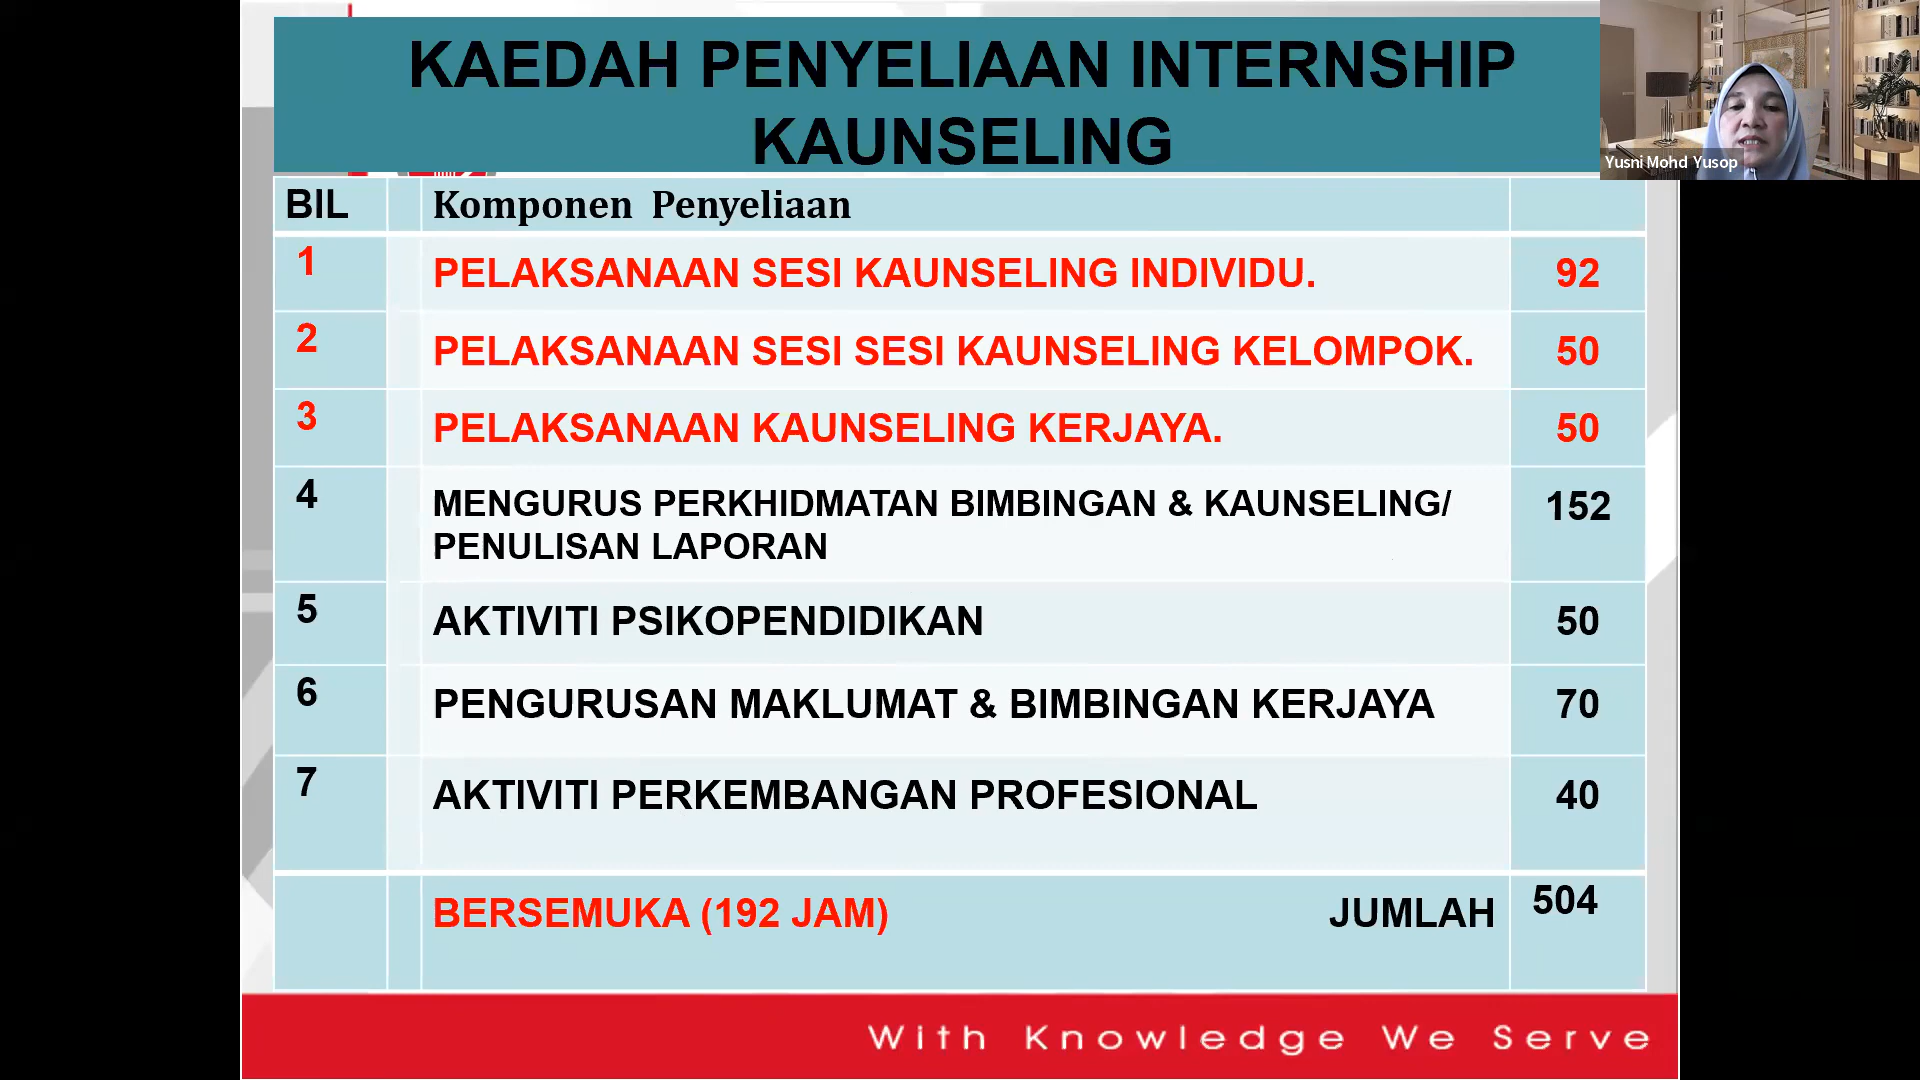 KAEDAH PENYELIAAN INTERNSHIP
KAUNSELING
Yusni Mohd Yusop
BIL Komponen Penyeliaan
1 PELAKSANAAN SESI KAUNSELING INDIVIDU. 92
2 PELAKSANAAN SESI SESI KAUNSELING KELOMPOK. 50
3 PELAKSANAAN KAUNSELING KERJAYA. 50
4 MENGURUS PERKHIDMATAN BIMBINGAN & KAUNSELING/ 152
PENULISAN LAPORAN
5 AKTIVITI PSIKOPENDIDIKAN 50
6 PENGURUSAN MAKLUMAT & BIMBINGAN KERJAYA 70
7 AKTIVITI PERKEMBANGAN PROFESIONAL 40
BERSEMUKA (192 JAM) JUMLAH 504
With Knowledge We Serve